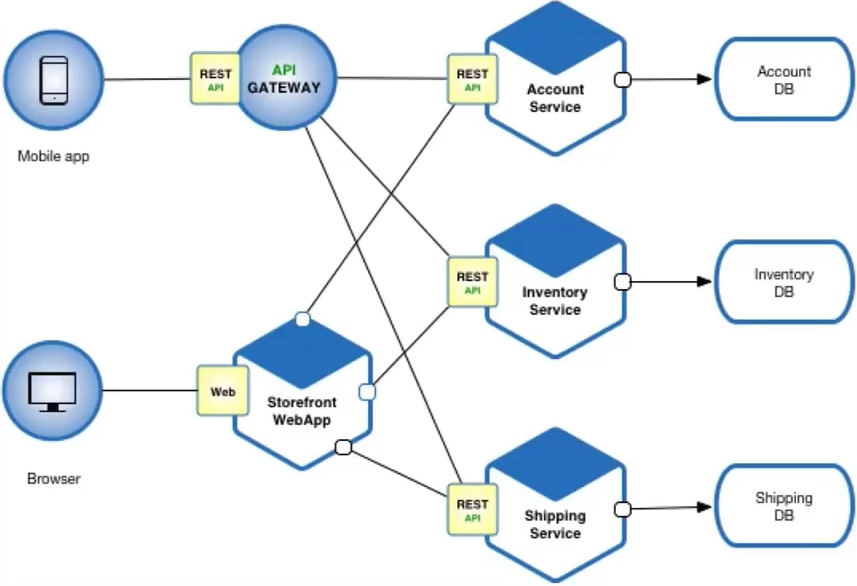 REST
API
API
GATEWAY
Mobile app
REST
API
Account
Service
Account
DB
REST
API
Inventory
Service
Inventory
DB
Web
Storefront
WebApp
Browser
REST
API
Shipping
Service
Shipping
DB